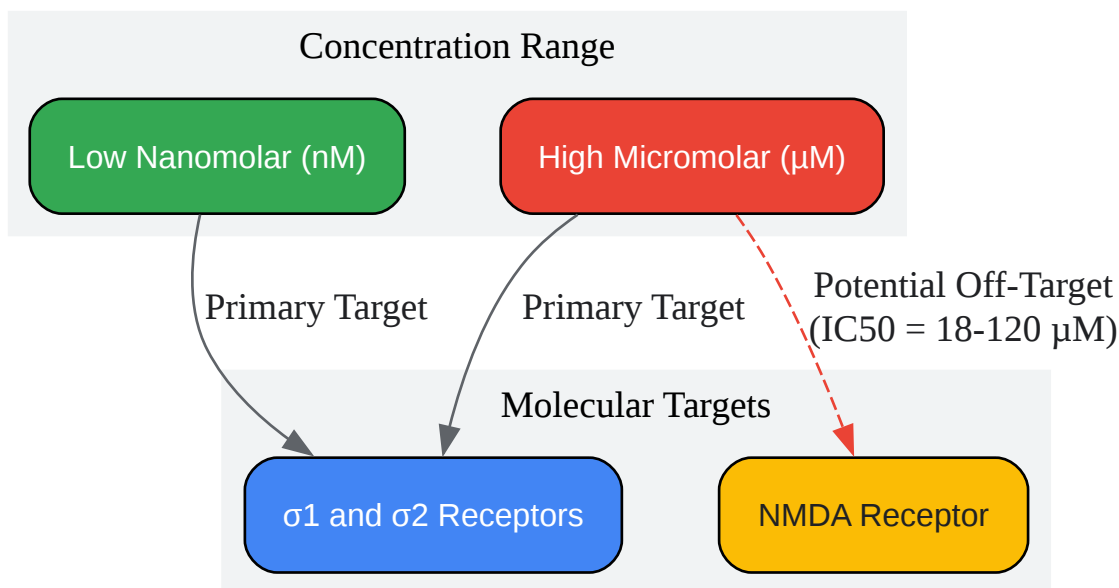 Concentration Range
Low Nanomolar (nM)
High Micromolar (µM)
Primary Target
Primary Target
Potential Off-Target
(IC50 = 18-120 µM)
Molecular Targets
σ1 and σ2 Receptors
NMDA Receptor